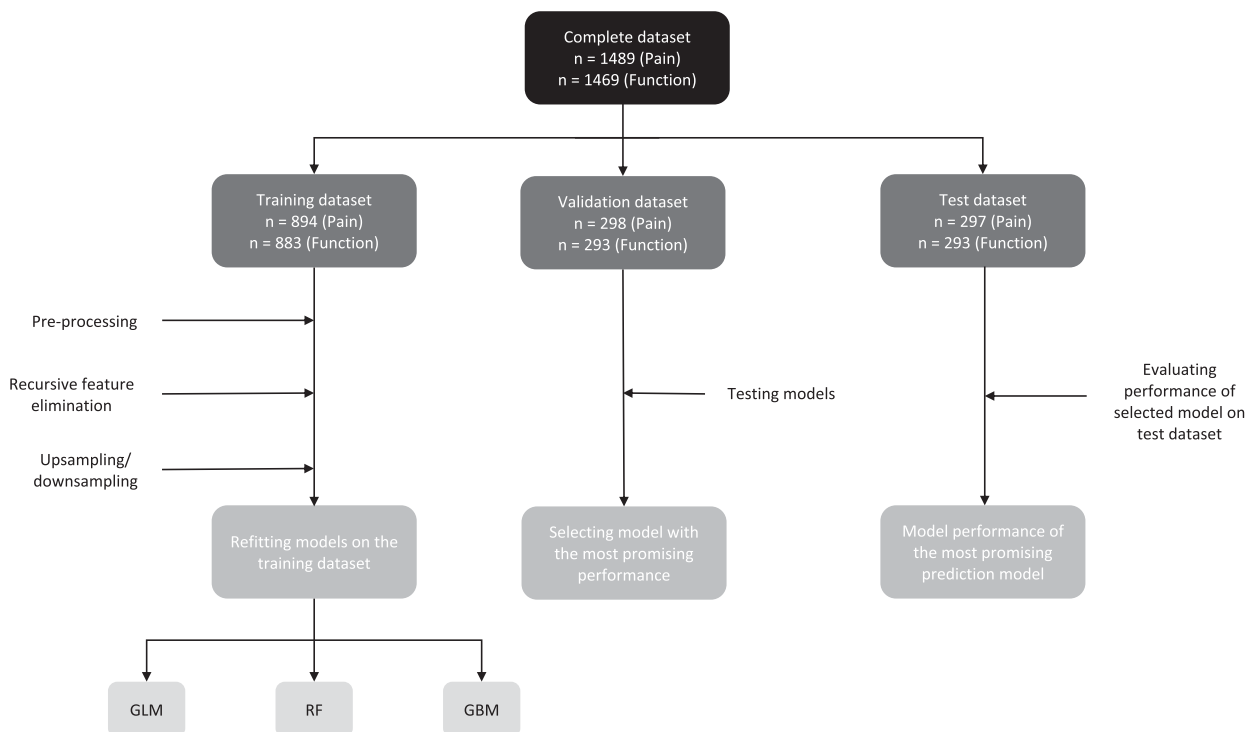 Complete dataset
n = 1489 (Pain)
n = 1469 (Function)
Training dataset
n = 894 (Pain)
n = 883 (Function)
Validation dataset
n = 298 (Pain)
n = 293 (Function)
Test dataset
n = 297 (Pain)
n = 293 (Function)
Pre-processing
Recursive feature
elimination
Upsampling/
downsampling
Testing models
Evaluating
performance of
selected model on
test dataset
Refitting models on the
training dataset
Selecting model with
the most promising
performance
Model performance of
the most promising
prediction model
GLM
RF
GBM